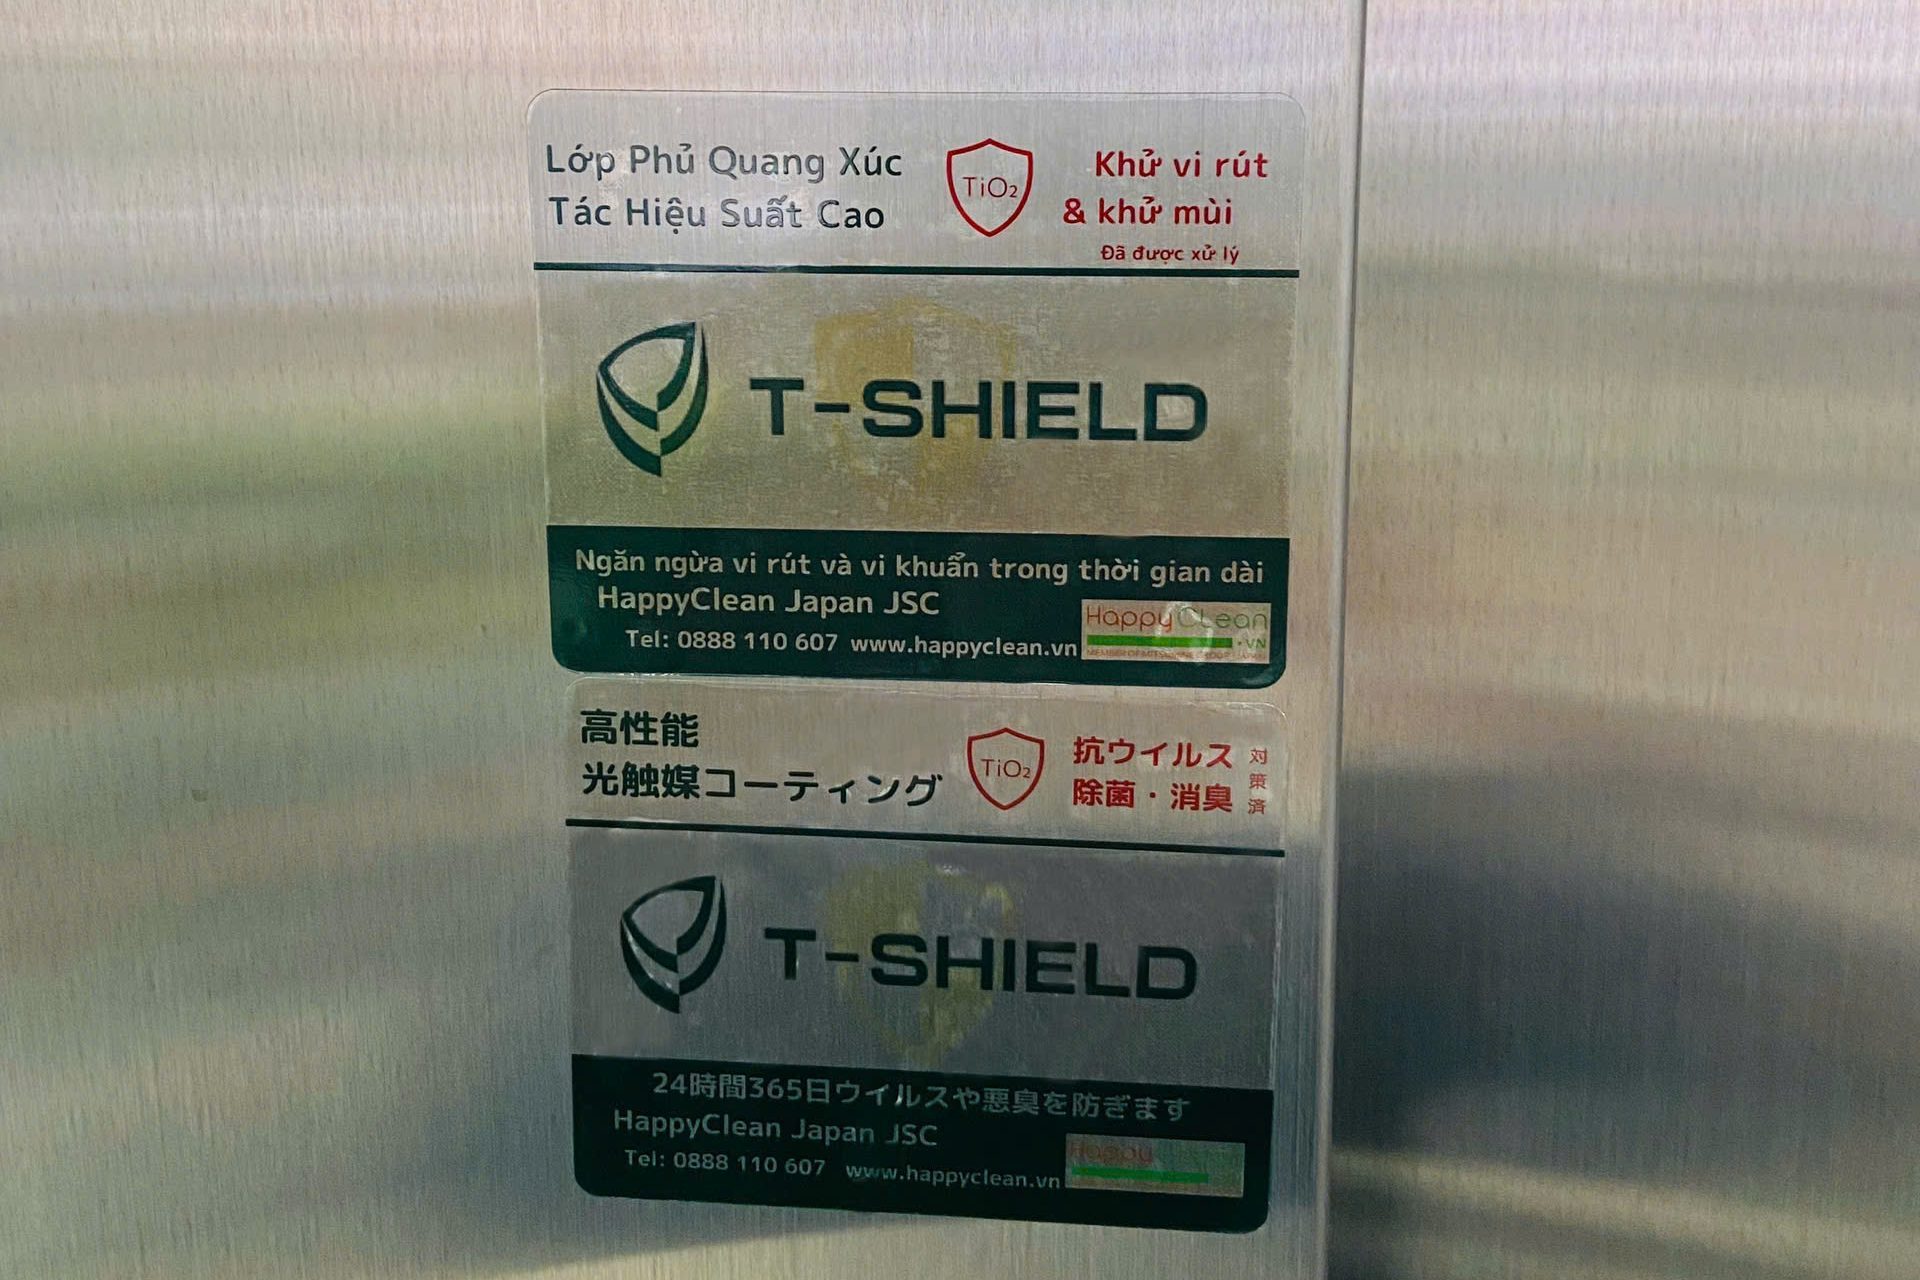 Lớp Phủ Quang Xúc
Tác Hiệu Suất Cao
TiO₂
Khử vi rút
& khử mùi
Đã được xử lý
T-SHIELD
Ngăn ngừa vi rút và vi khuẩn trong thời gian dài
HappyClean Japan JSC
Tel: 0888 110 607 www.happyclean.vn
HappyCLean
.VN
高性能
光触媒コーティング
TiO₂
抗ウイルス
除菌・消臭
対策済
T-SHIELD
24時間365日ウイルスや悪臭を防ぎます
HappyClean Japan JSC
Tel: 0888 110 607 www.happyclean.vn
Happy